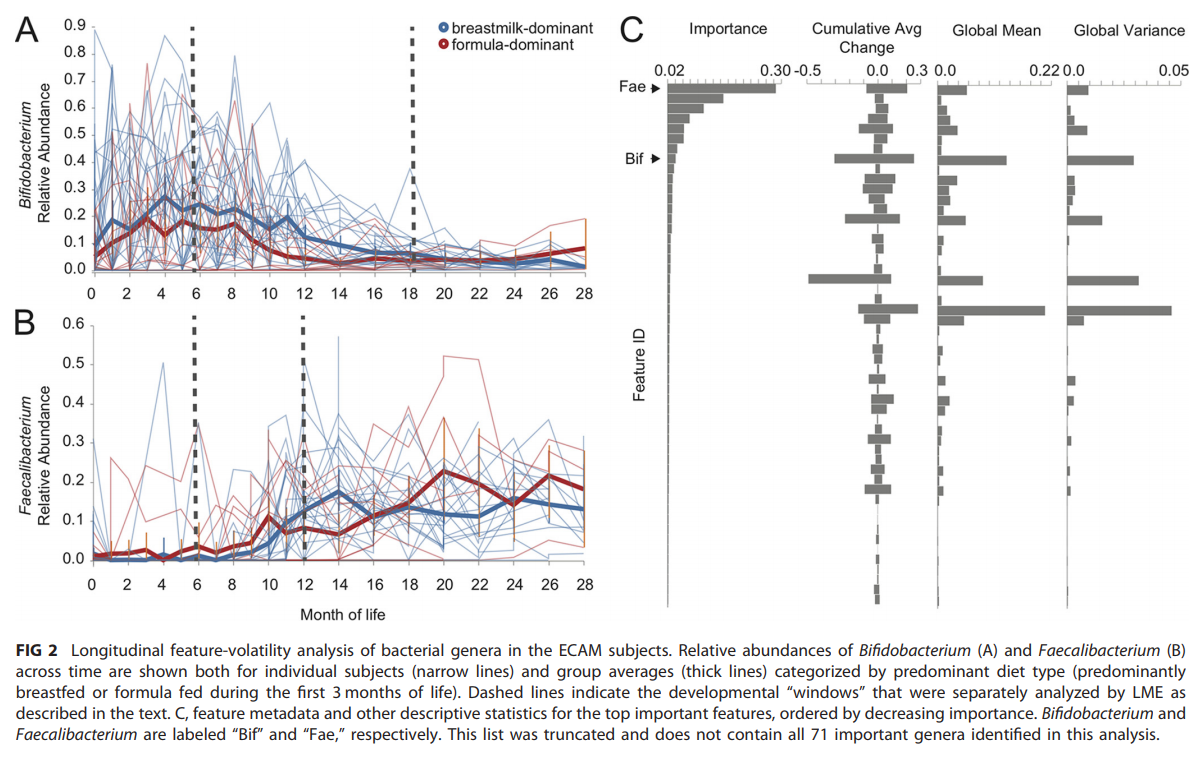 A
0.9
0.8
0.7
0.6
0.5
0.4
0.3
0.2
0.1
0.0
Bifidobacterium
Relative Abundance
breastmilk-dominant
formula-dominant
0 2 4 6 8 10 12 14 16 18 20 22 24 26 28
B
0.6
0.5
0.4
0.3
0.2
0.1
0.0
Faecalibacterium
Relative Abundance
0 2 4 6 8 10 12 14 16 18 20 22 24 26 28
Month of life
C
Importance
0.02 0.30
Cumulative Avg
Change
-0.5 0.0 0.3
Global Mean
0.0 0.22
Global Variance
0.0 0.05
Fae
Bif
Feature ID
FIG 2 Longitudinal feature-volatility analysis of bacterial genera in the ECAM subjects. Relative abundances of Bifidobacterium (A) and Faecalibacterium (B)
across time are shown both for individual subjects (narrow lines) and group averages (thick lines) categorized by predominant diet type (predominantly
breastfed or formula fed during the first 3 months of life). Dashed lines indicate the developmental “windows” that were separately analyzed by LME as
described in the text. C, feature metadata and other descriptive statistics for the top important features, ordered by decreasing importance. Bifidobacterium and
Faecalibacterium are labeled “Bif” and “Fae,” respectively. This list was truncated and does not contain all 71 important genera identified in this analysis.